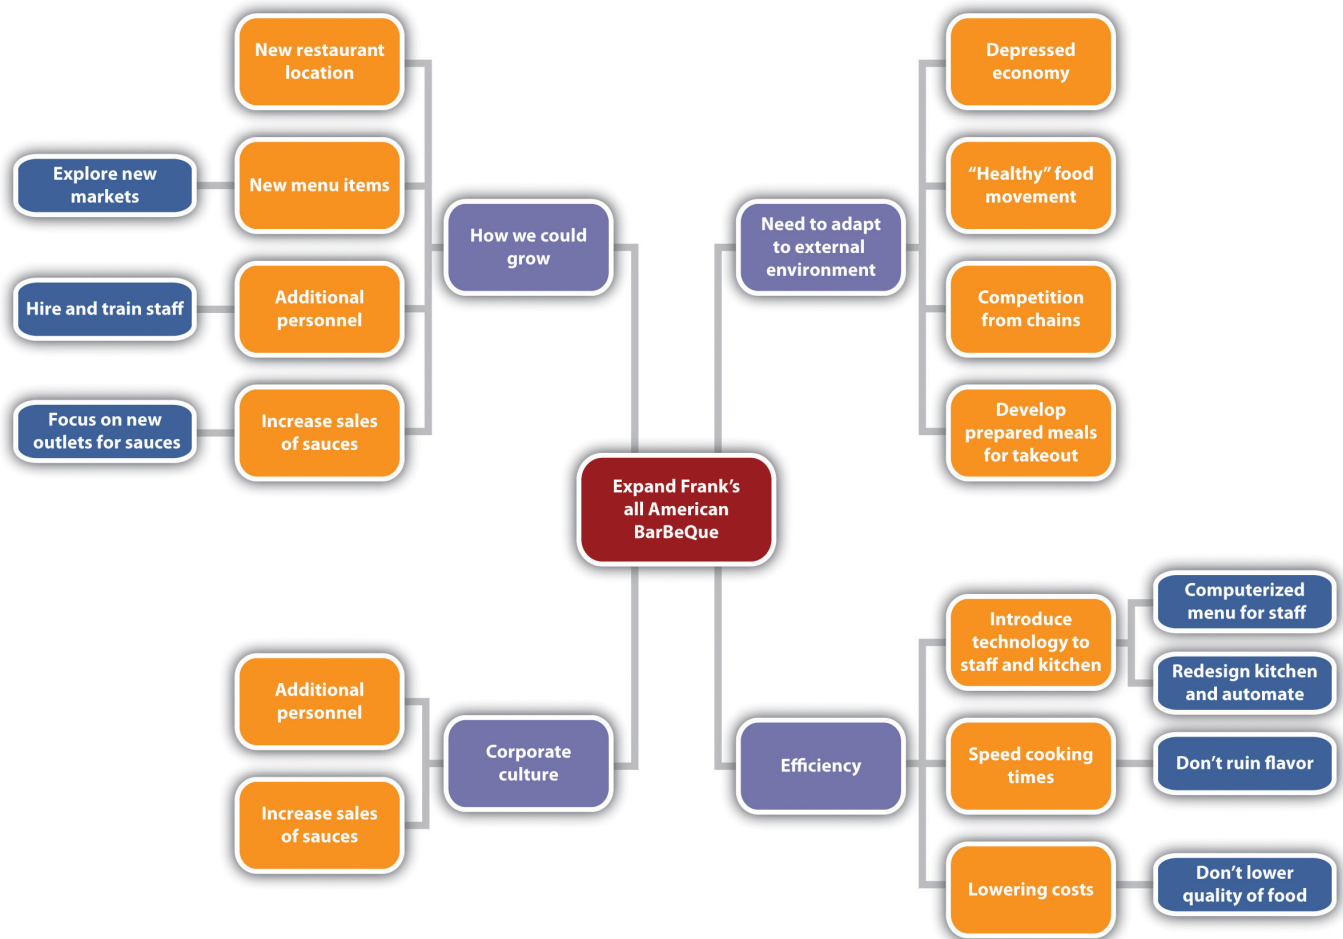 New restaurant
location
Explore new
markets
New menu items
Hire and train staff
Additional
personnel
Focus on new
outlets for sauces
Increase sales
of sauces
How we could
grow
Need to adapt
to external
environment
Depressed
economy
“Healthy” food
movement
Competition
from chains
Develop
prepared meals
for takeout
Expand Frank’s
all American
BarBeQue
Additional
personnel
Increase sales
of sauces
Corporate
culture
Efficiency
Introduce
technology to
staff and kitchen
Computerized
menu for staff
Redesign kitchen
and automate
Speed cooking
times
Don’t ruin flavor
Lowering costs
Don’t lower
quality of food